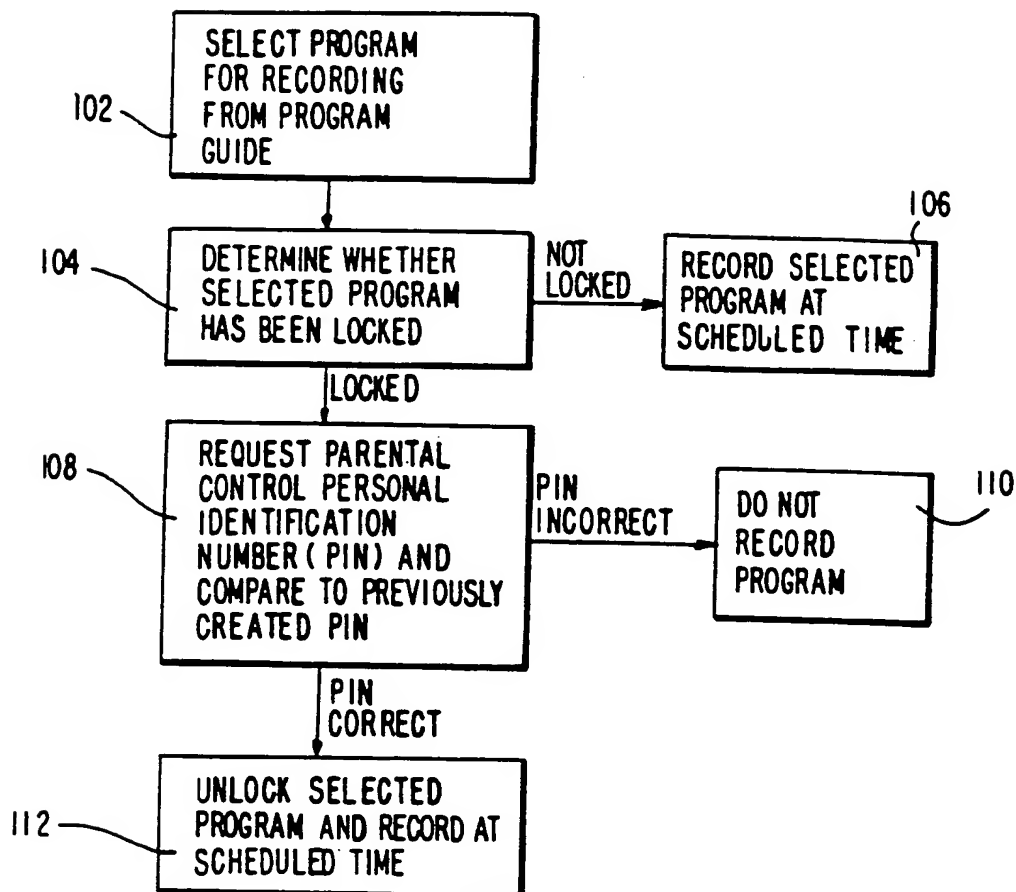 SELECT PROGRAM
FOR RECORDING
FROM PROGRAM
GUIDE
102
104
DETERMINE WHETHER
SELECTED PROGRAM
HAS BEEN LOCKED
NOT
LOCKED
106
RECORD SELECTED
PROGRAM AT
SCHEDULED TIME
LOCKED
108
REQUEST PARENTAL
CONTROL PERSONAL
IDENTIFICATION
NUMBER (PIN) AND
COMPARE TO PREVIOUSLY
CREATED PIN
PIN
INCORRECT
110
DO NOT
RECORD
PROGRAM
PIN
CORRECT
112
UNLOCK SELECTED
PROGRAM AND RECORD AT
SCHEDULED TIME